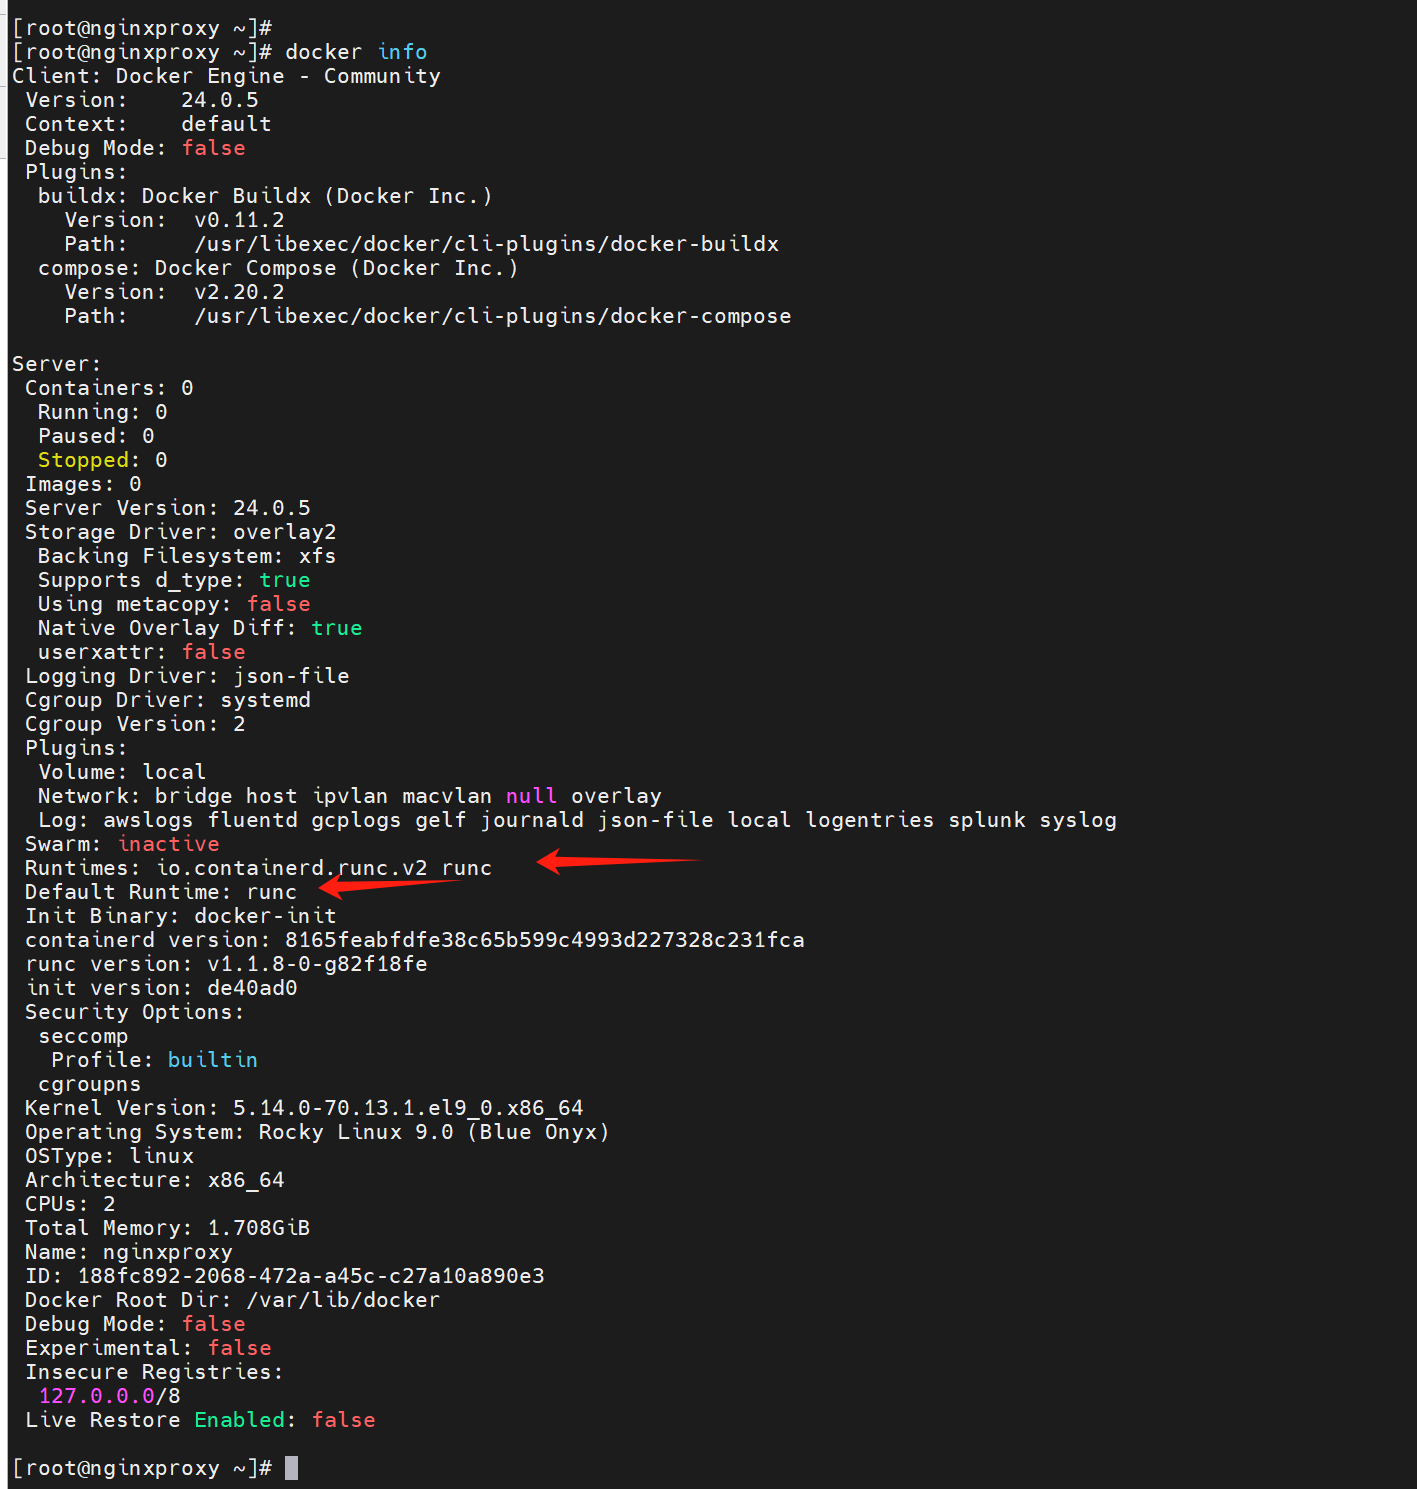 [root@nginxproxy ~]#
[root@nginxproxy ~]# docker info
Client: Docker Engine - Community
 Version:    24.0.5
 Context:    default
 Debug Mode: false
 Plugins:
  buildx: Docker Buildx (Docker Inc.)
    Version:  v0.11.2
    Path:     /usr/libexec/docker/cli-plugins/docker-buildx
  compose: Docker Compose (Docker Inc.)
    Version:  v2.20.2
    Path:     /usr/libexec/docker/cli-plugins/docker-compose

Server:
 Containers: 0
  Running: 0
  Paused: 0
  Stopped: 0
 Images: 0
 Server Version: 24.0.5
 Storage Driver: overlay2
  Backing Filesystem: xfs
  Supports d_type: true
  Using metacopy: false
  Native Overlay Diff: true
  userxattr: false
 Logging Driver: json-file
 Cgroup Driver: systemd
 Cgroup Version: 2
 Plugins:
  Volume: local
  Network: bridge host ipvlan macvlan null overlay
  Log: awslogs fluentd gcplogs gelf journald json-file local logentries splunk syslog
 Swarm: inactive
 Runtimes: io.containerd.runc.v2 runc
 Default Runtime: runc
 Init Binary: docker-init
 containerd version: 8165feabfdfe38c65b599c4993d227328c231fca
 runc version: v1.1.8-0-g82f18fe
 init version: de40ad0
 Security Options:
  seccomp
   Profile: builtin
  cgroupns
 Kernel Version: 5.14.0-70.13.1.el9_0.x86_64
 Operating System: Rocky Linux 9.0 (Blue Onyx)
 OSType: linux
 Architecture: x86_64
 CPUs: 2
 Total Memory: 1.708GiB
 Name: nginxproxy
 ID: 188fc892-2068-472a-a45c-c27a10a890e3
 Docker Root Dir: /var/lib/docker
 Debug Mode: false
 Experimental: false
 Insecure Registries:
  127.0.0.0/8
 Live Restore Enabled: false

[root@nginxproxy ~]#